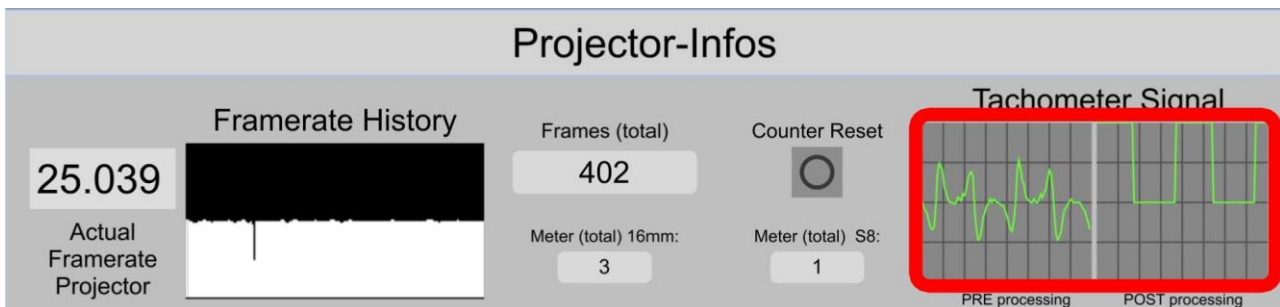 Projector-Infos
Framerate History
25.039
Actual
Framerate
Projector
Frames (total)
402
Meter (total) 16mm:
3
Counter Reset
Meter (total)  S8:
1
Tachometer Signal
PRE processing
POST processing